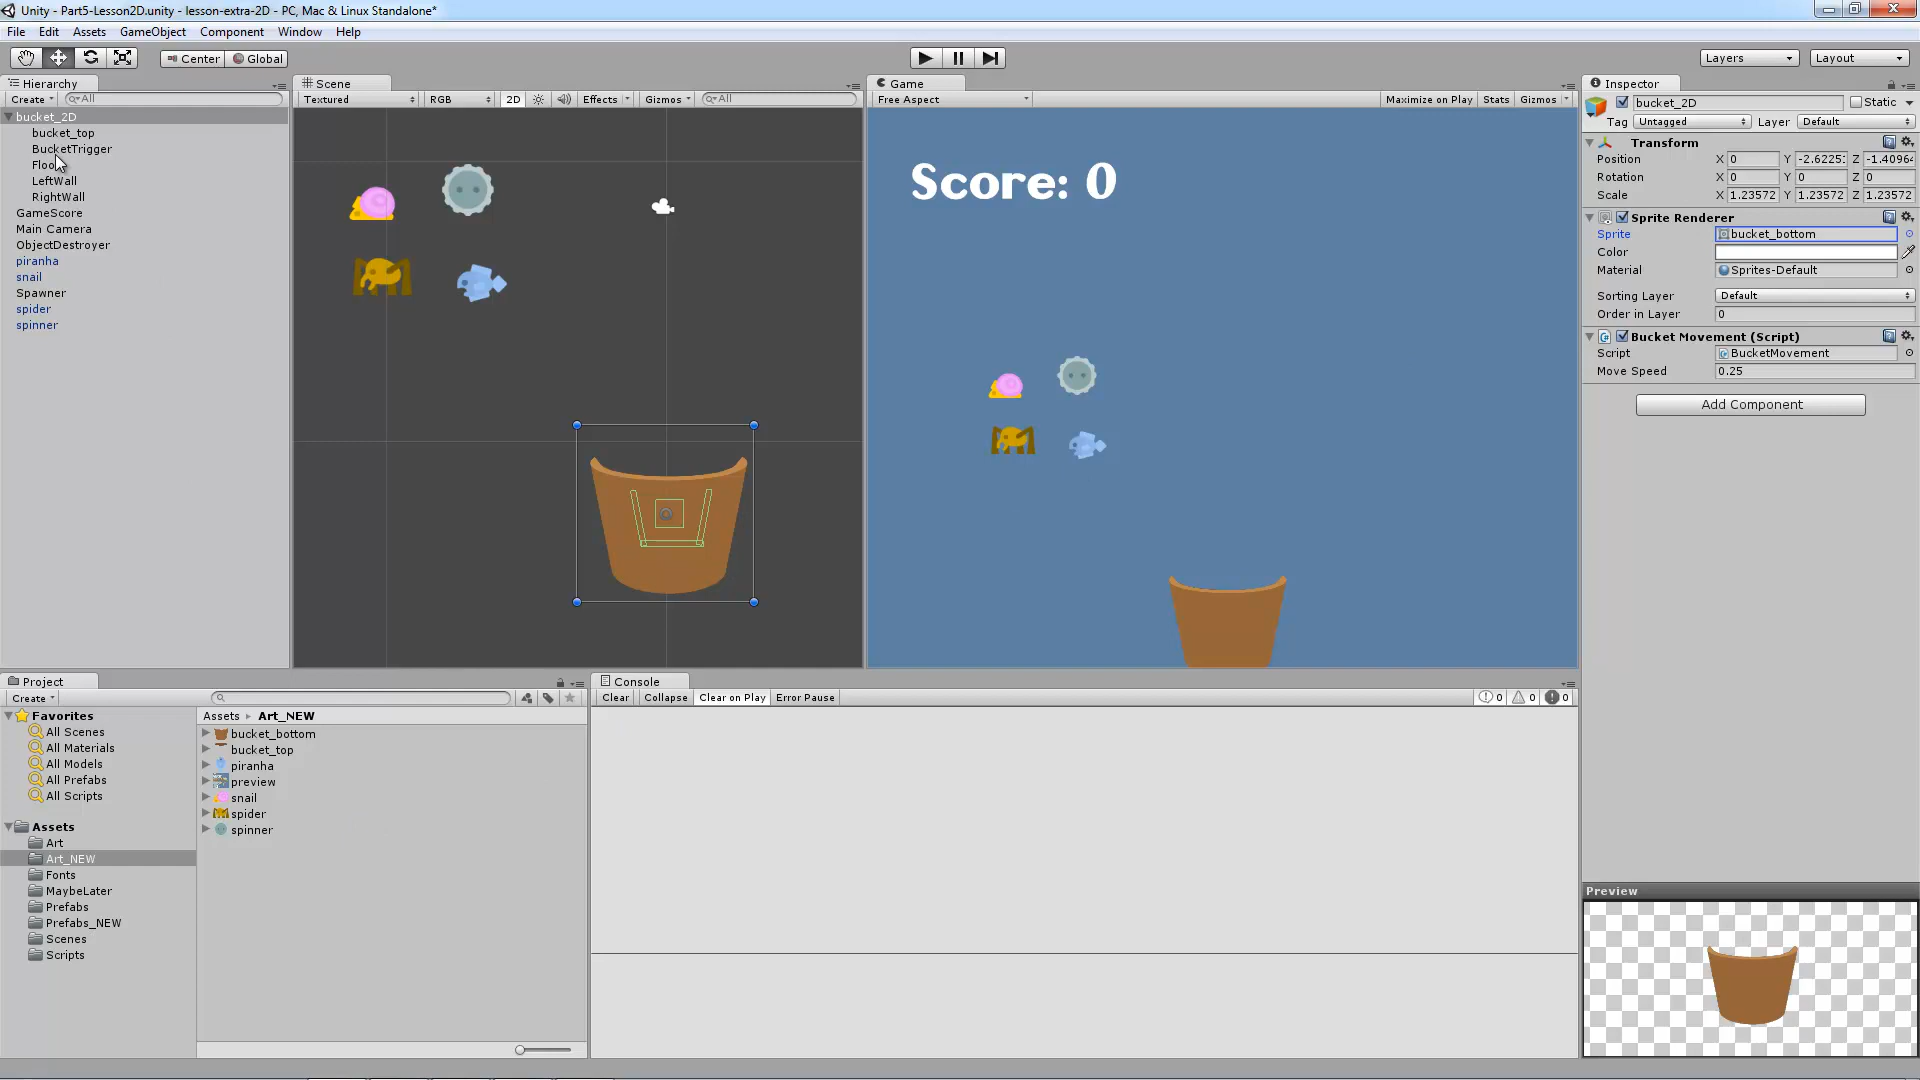 Unity - Part5-Lesson2D.unity - lesson-extra-2D - PC, Mac & Linux Standalone*
File Edit Assets GameObject Component Window Help
Center Global Layers Layout
Hierarchy
Create All
bucket_2D
bucket_top
BucketTrigger
Floo
LeftWall
RightWall
GameScore
Main Camera
ObjectDestroyer
piranha
snail
Spawner
spider
spinner
Scene
Textured RGB 2D Effects Gizmos All
Game
Free Aspect Maximize on Play Stats Gizmos
Score: 0
Inspector
bucket_2D Static
Tag Untagged Layer Default
Transform
Position X 0 Y -2.6225 Z -1.4096
Rotation X 0 Y 0 Z 0
Scale X 1.23572 Y 1.23572 Z 1.23572
Sprite Renderer
Sprite bucket_bottom
Color
Material Sprites-Default
Sorting Layer Default
Order in Layer 0
Bucket Movement (Script)
Script BucketMovement
Move Speed 0.25
Add Component
Project
Create
Favorites
All Scenes
All Materials
All Models
All Prefabs
All Scripts
Assets
Art
Art_NEW
Fonts
MaybeLater
Prefabs
Prefabs_NEW
Scenes
Scripts
Assets Art_NEW
bucket_bottom
bucket_top
piranha
preview
snail
spider
spinner
Console
Clear Collapse Clear on Play Error Pause 0 0 0
Preview